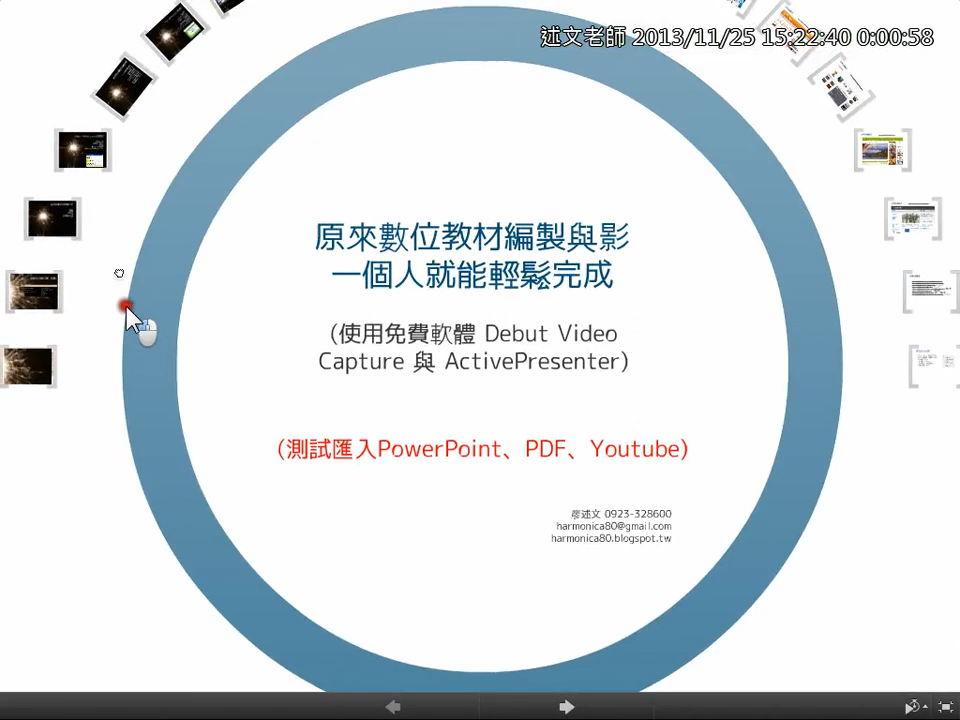 述文老師 2013/11/25 15:22:40 0:00:58
原來數位教材編製與影
一個人就能輕鬆完成
(使用免費軟體 Debut Video
Capture 與 ActivePresenter)
(測試匯入PowerPoint、PDF、Youtube)
廖述文 0923-328600
harmonica80@gmail.com
harmonica80.blogspot.tw